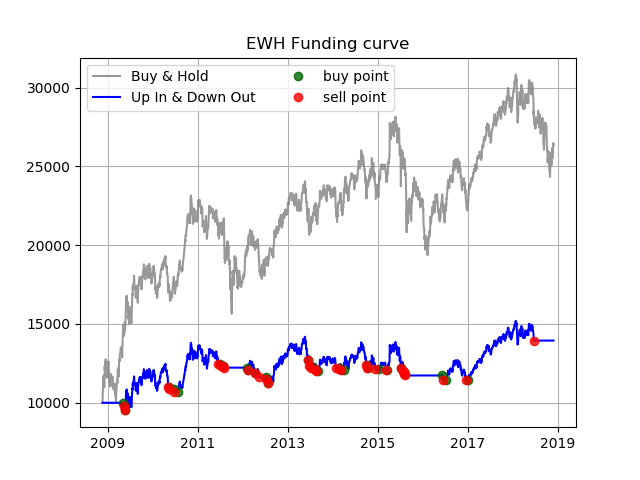 EWH Funding curve
Buy & Hold
Up In & Down Out
buy point
sell point
30000
25000
20000
15000
10000
2009 2011 2013 2015 2017 2019